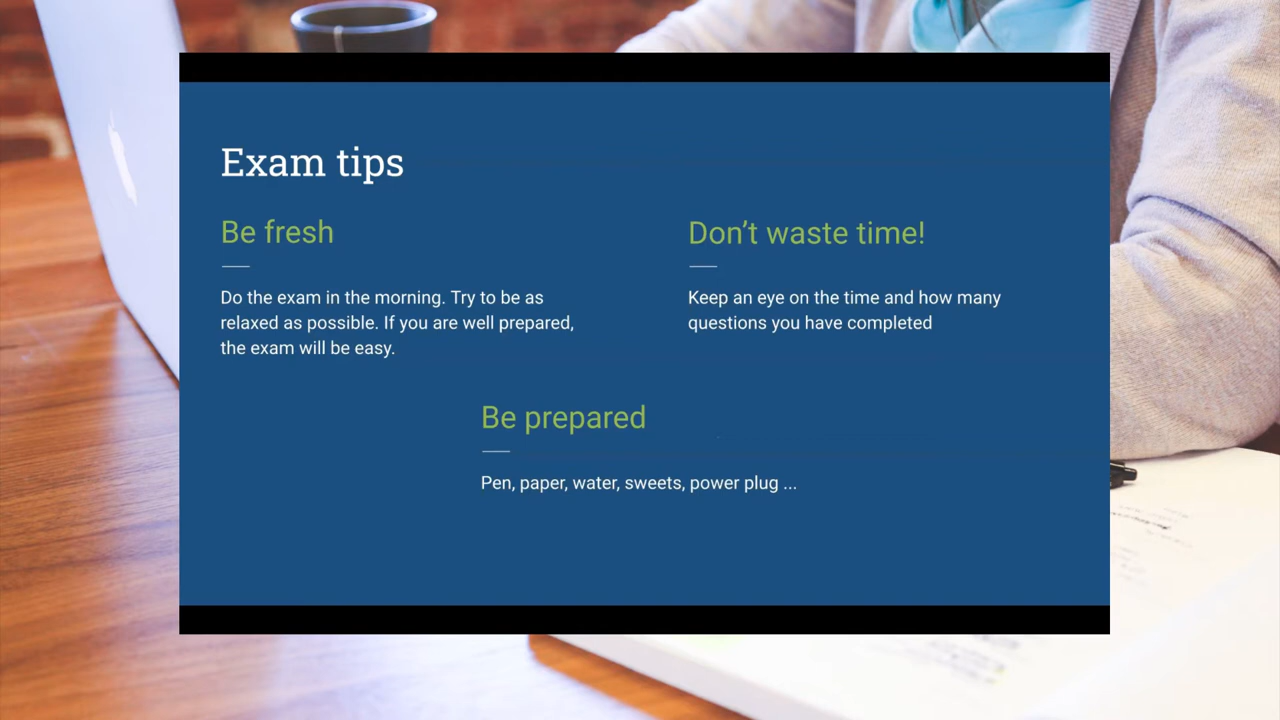 Exam tips
Be fresh
Do the exam in the morning. Try to be as
relaxed as possible. If you are well prepared,
the exam will be easy.
Don’t waste time!
Keep an eye on the time and how many
questions you have completed
Be prepared
Pen, paper, water, sweets, power plug ...